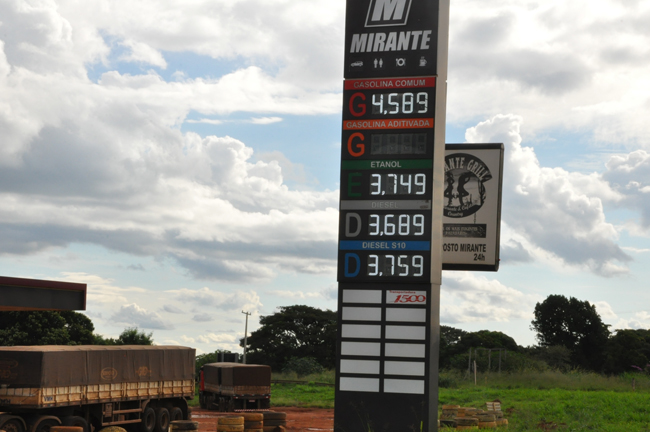 M
MIRANTE
GASOLINA COMUM
G 4,589
GASOLINA ADITIVADA
G
ETANOL
E 3,749
DIESEL
D 3,689
DIESEL S10
D 3,759
1500
GRILL
POSTO MIRANTE
24h